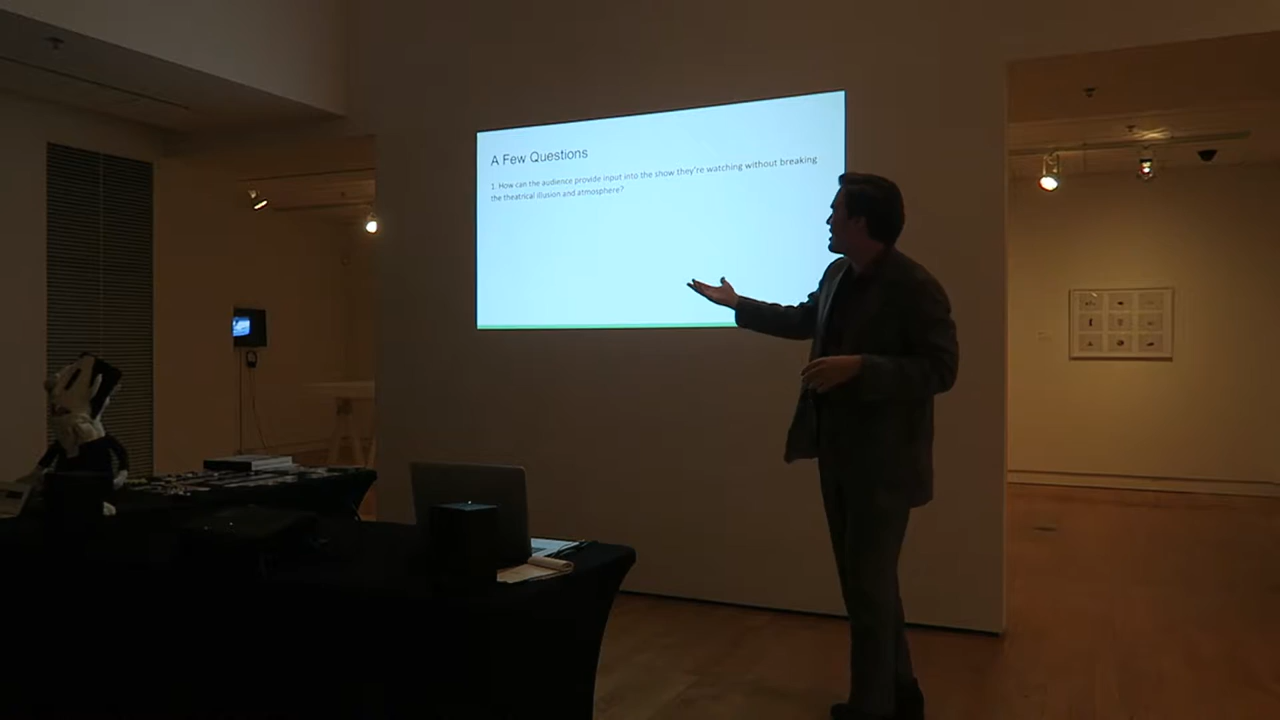 A Few Questions
1. How can the audience provide input into the show they're watching without breaking
the theatrical illusion and atmosphere?